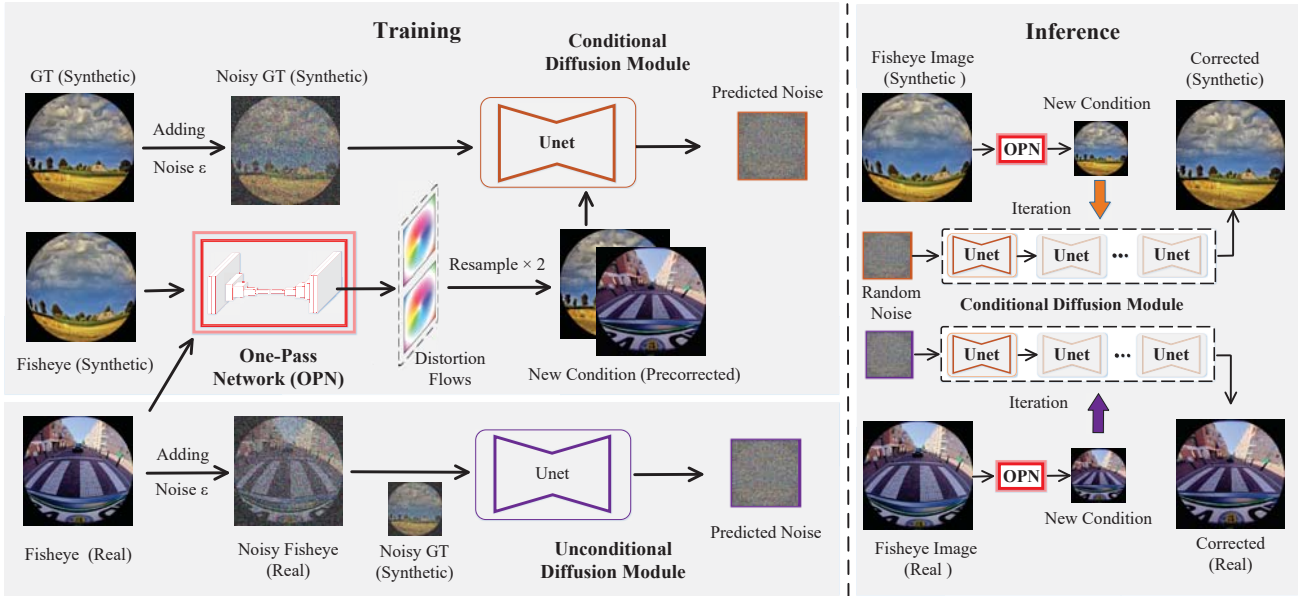 Training
Conditional
Diffusion Module
GT (Synthetic)
Noisy GT (Synthetic)
Predicted Noise
Adding
Noise ε
Unet
Resample × 2
Fisheye (Synthetic)
One-Pass
Network (OPN)
Distortion
Flows
New Condition (Precorrected)
Adding
Noise ε
Unet
Fisheye (Real)
Noisy Fisheye
(Real)
Noisy GT
(Synthetic)
Unconditional
Diffusion Module
Predicted Noise
Inference
Fisheye Image
(Synthetic )
Corrected
(Synthetic)
New Condition
OPN
Iteration
Unet
Unet
···
Unet
Random
Noise
Conditional Diffusion Module
Unet
Unet
···
Unet
Iteration
OPN
New Condition
Fisheye Image
(Real )
Corrected
(Real)